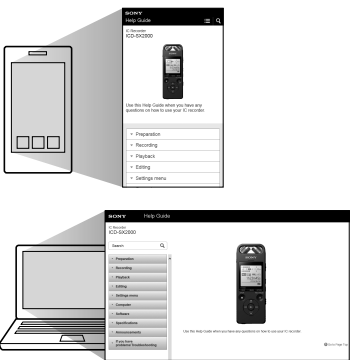 SONY
Help Guide
IC Recorder
ICD-SX2000
Use this Help Guide when you have any
questions on how to use your IC recorder.
Preparation
Recording
Playback
Editing
Settings menu
SONY Help Guide
IC Recorder
ICD-SX2000
Search
Preparation
Recording
Playback
Editing
Settings menu
Computer
Software
Specifications
Announcements
If you have
problems/Troubleshooting
Use this Help Guide when you have any questions on how to use your IC recorder.